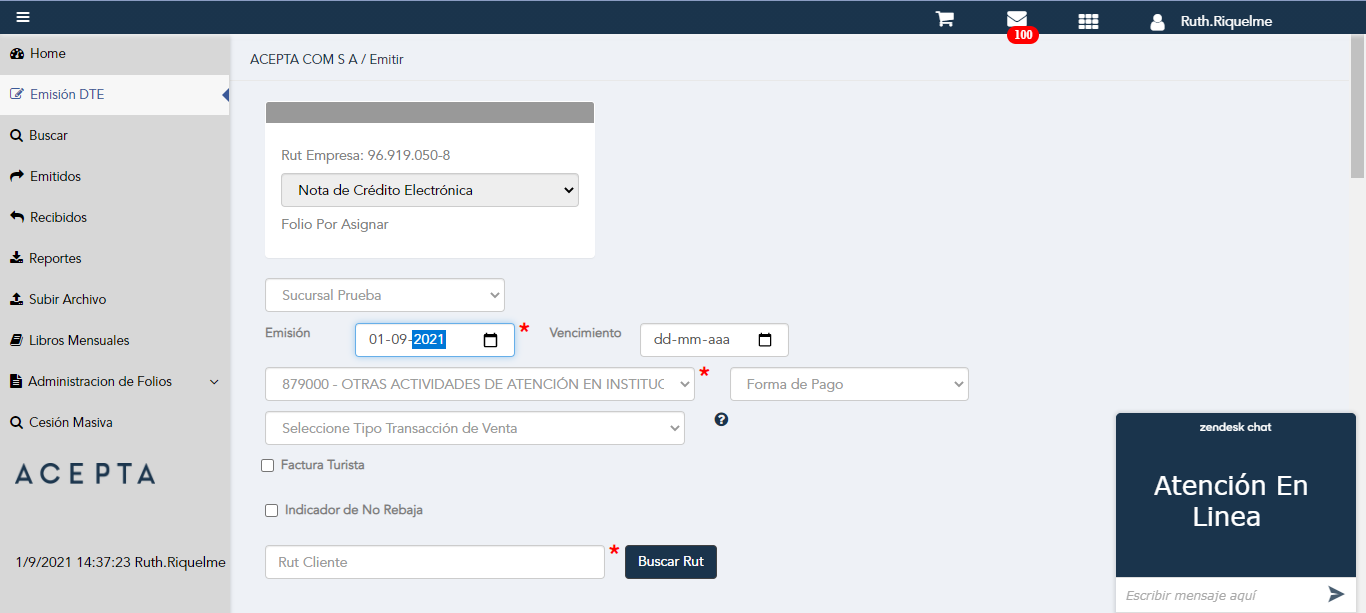 100
Ruth.Riquelme
Home
Emisión DTE
Buscar
Emitidos
Recibidos
Reportes
Subir Archivo
Libros Mensuales
Administracion de Folios
Cesión Masiva
ACEPTA
1/9/2021 14:37:23 Ruth.Riquelme
ACEPTA COM S A / Emitir
Rut Empresa: 96.919.050-8
Nota de Crédito Electrónica
Folio Por Asignar
Sucursal Prueba
Emisión 01-09-2021 * Vencimiento dd-mm-aaa
879000 - OTRAS ACTIVIDADES DE ATENCIÓN EN INSTITUC * Forma de Pago
Seleccione Tipo Transacción de Venta ?
Factura Turista
Indicador de No Rebaja
Rut Cliente * Buscar Rut
zendesk chat
Atención En
Linea
Escribir mensaje aquí